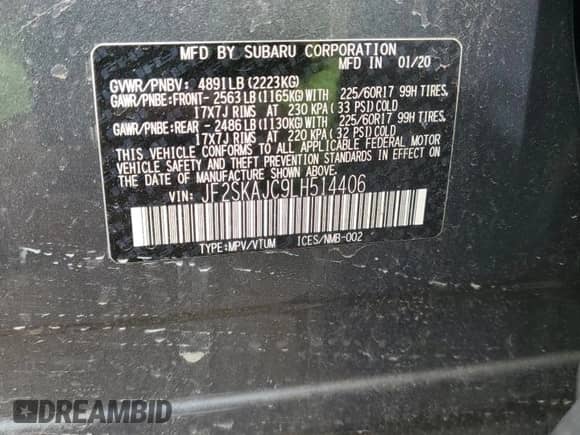 MFD BY SUBARU CORPORATION
MFD IN 01/20
GVWR/PNBV: 4891LB (2223KG)
GAWR/PNBE:FRONT- 2563LB(1165KG)WITH 225/60R17 99H TIRES,
17X7J RIMS AT 230 KPA (33 PSI)COLD
GAWR/PNBE:REAR - 2486LB(1130KG)WITH 225/60R17 99H TIRES,
17X7J RIMS AT 220 KPA (32 PSI)COLD
THIS VEHICLE CONFORMS TO ALL APPLICABLE FEDERAL MOTOR
VEHICLE SAFETY AND THEFT PREVENTION STANDARDS IN EFFECT ON
THE DATE OF MANUFACTURE SHOWN ABOVE.
VIN: JF2SKAJC9LH514406
TYPE:MPV/VTUM ICES/NMB-002
DREAMBID